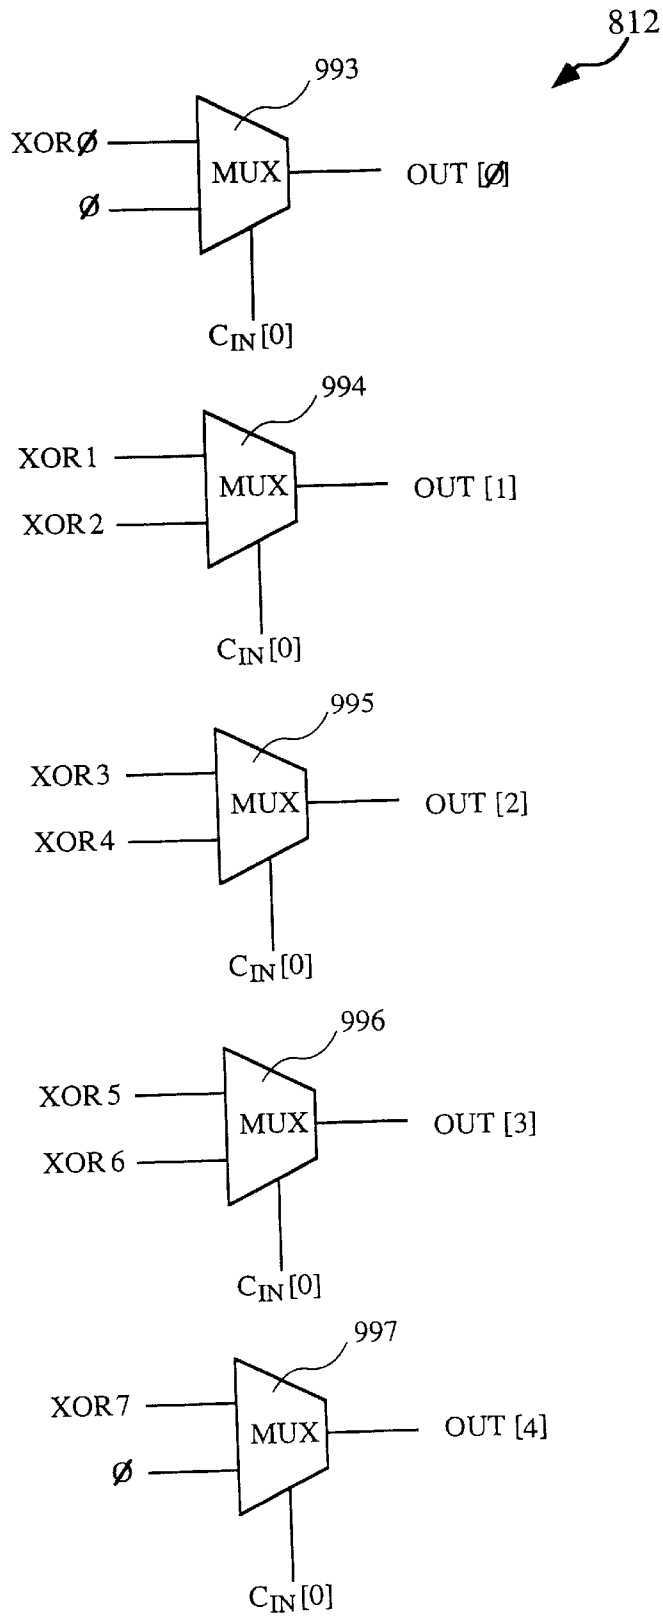 812
993
XORØ
MUX
OUT [Ø]
Ø
CIN[0]
994
XOR1
MUX
OUT [1]
XOR2
CIN[0]
995
XOR3
MUX
OUT [2]
XOR4
CIN[0]
996
XOR5
MUX
OUT [3]
XOR6
CIN[0]
997
XOR7
MUX
OUT [4]
Ø
CIN[0]